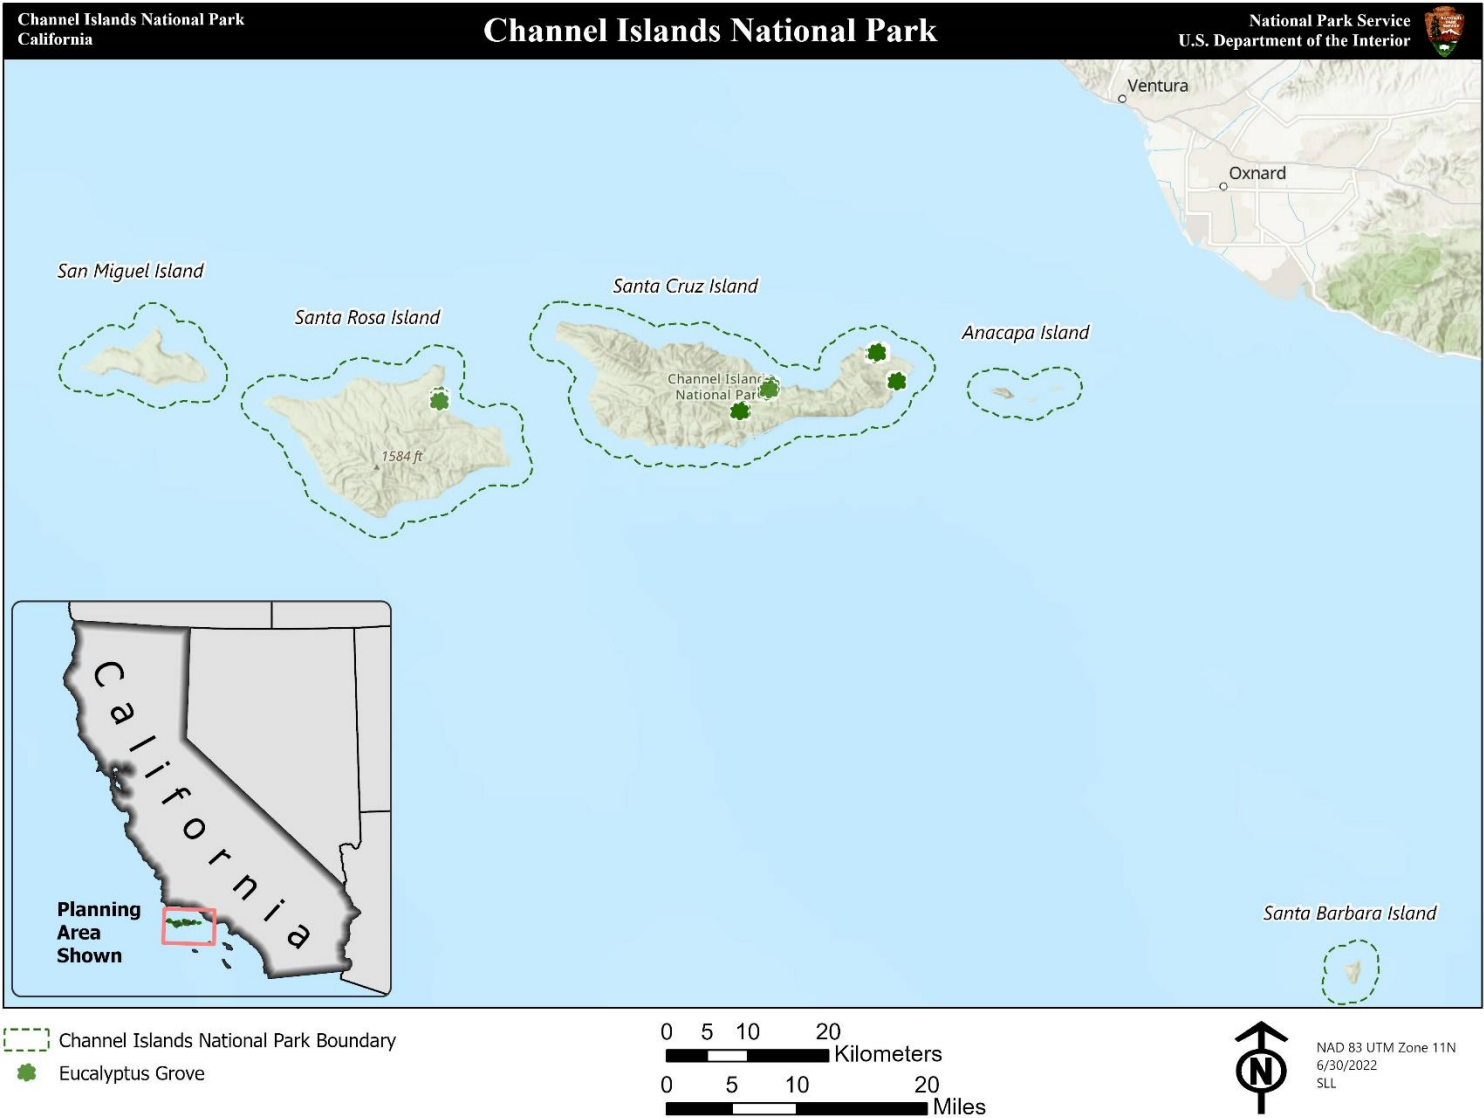 Channel Islands National Park
California
Channel Islands National Park
National Park Service
U.S. Department of the Interior
Ventura
Oxnard
San Miguel Island
Santa Rosa Island
Santa Cruz Island
Anacapa Island
Channel Islands
National Park
1584 ft
Santa Barbara Island
California
Planning
Area
Shown
Channel Islands National Park Boundary
Eucalyptus Grove
0 5 10 20
Kilometers
0 5 10 20
Miles
N
NAD 83 UTM Zone 11N
6/30/2022
SLL